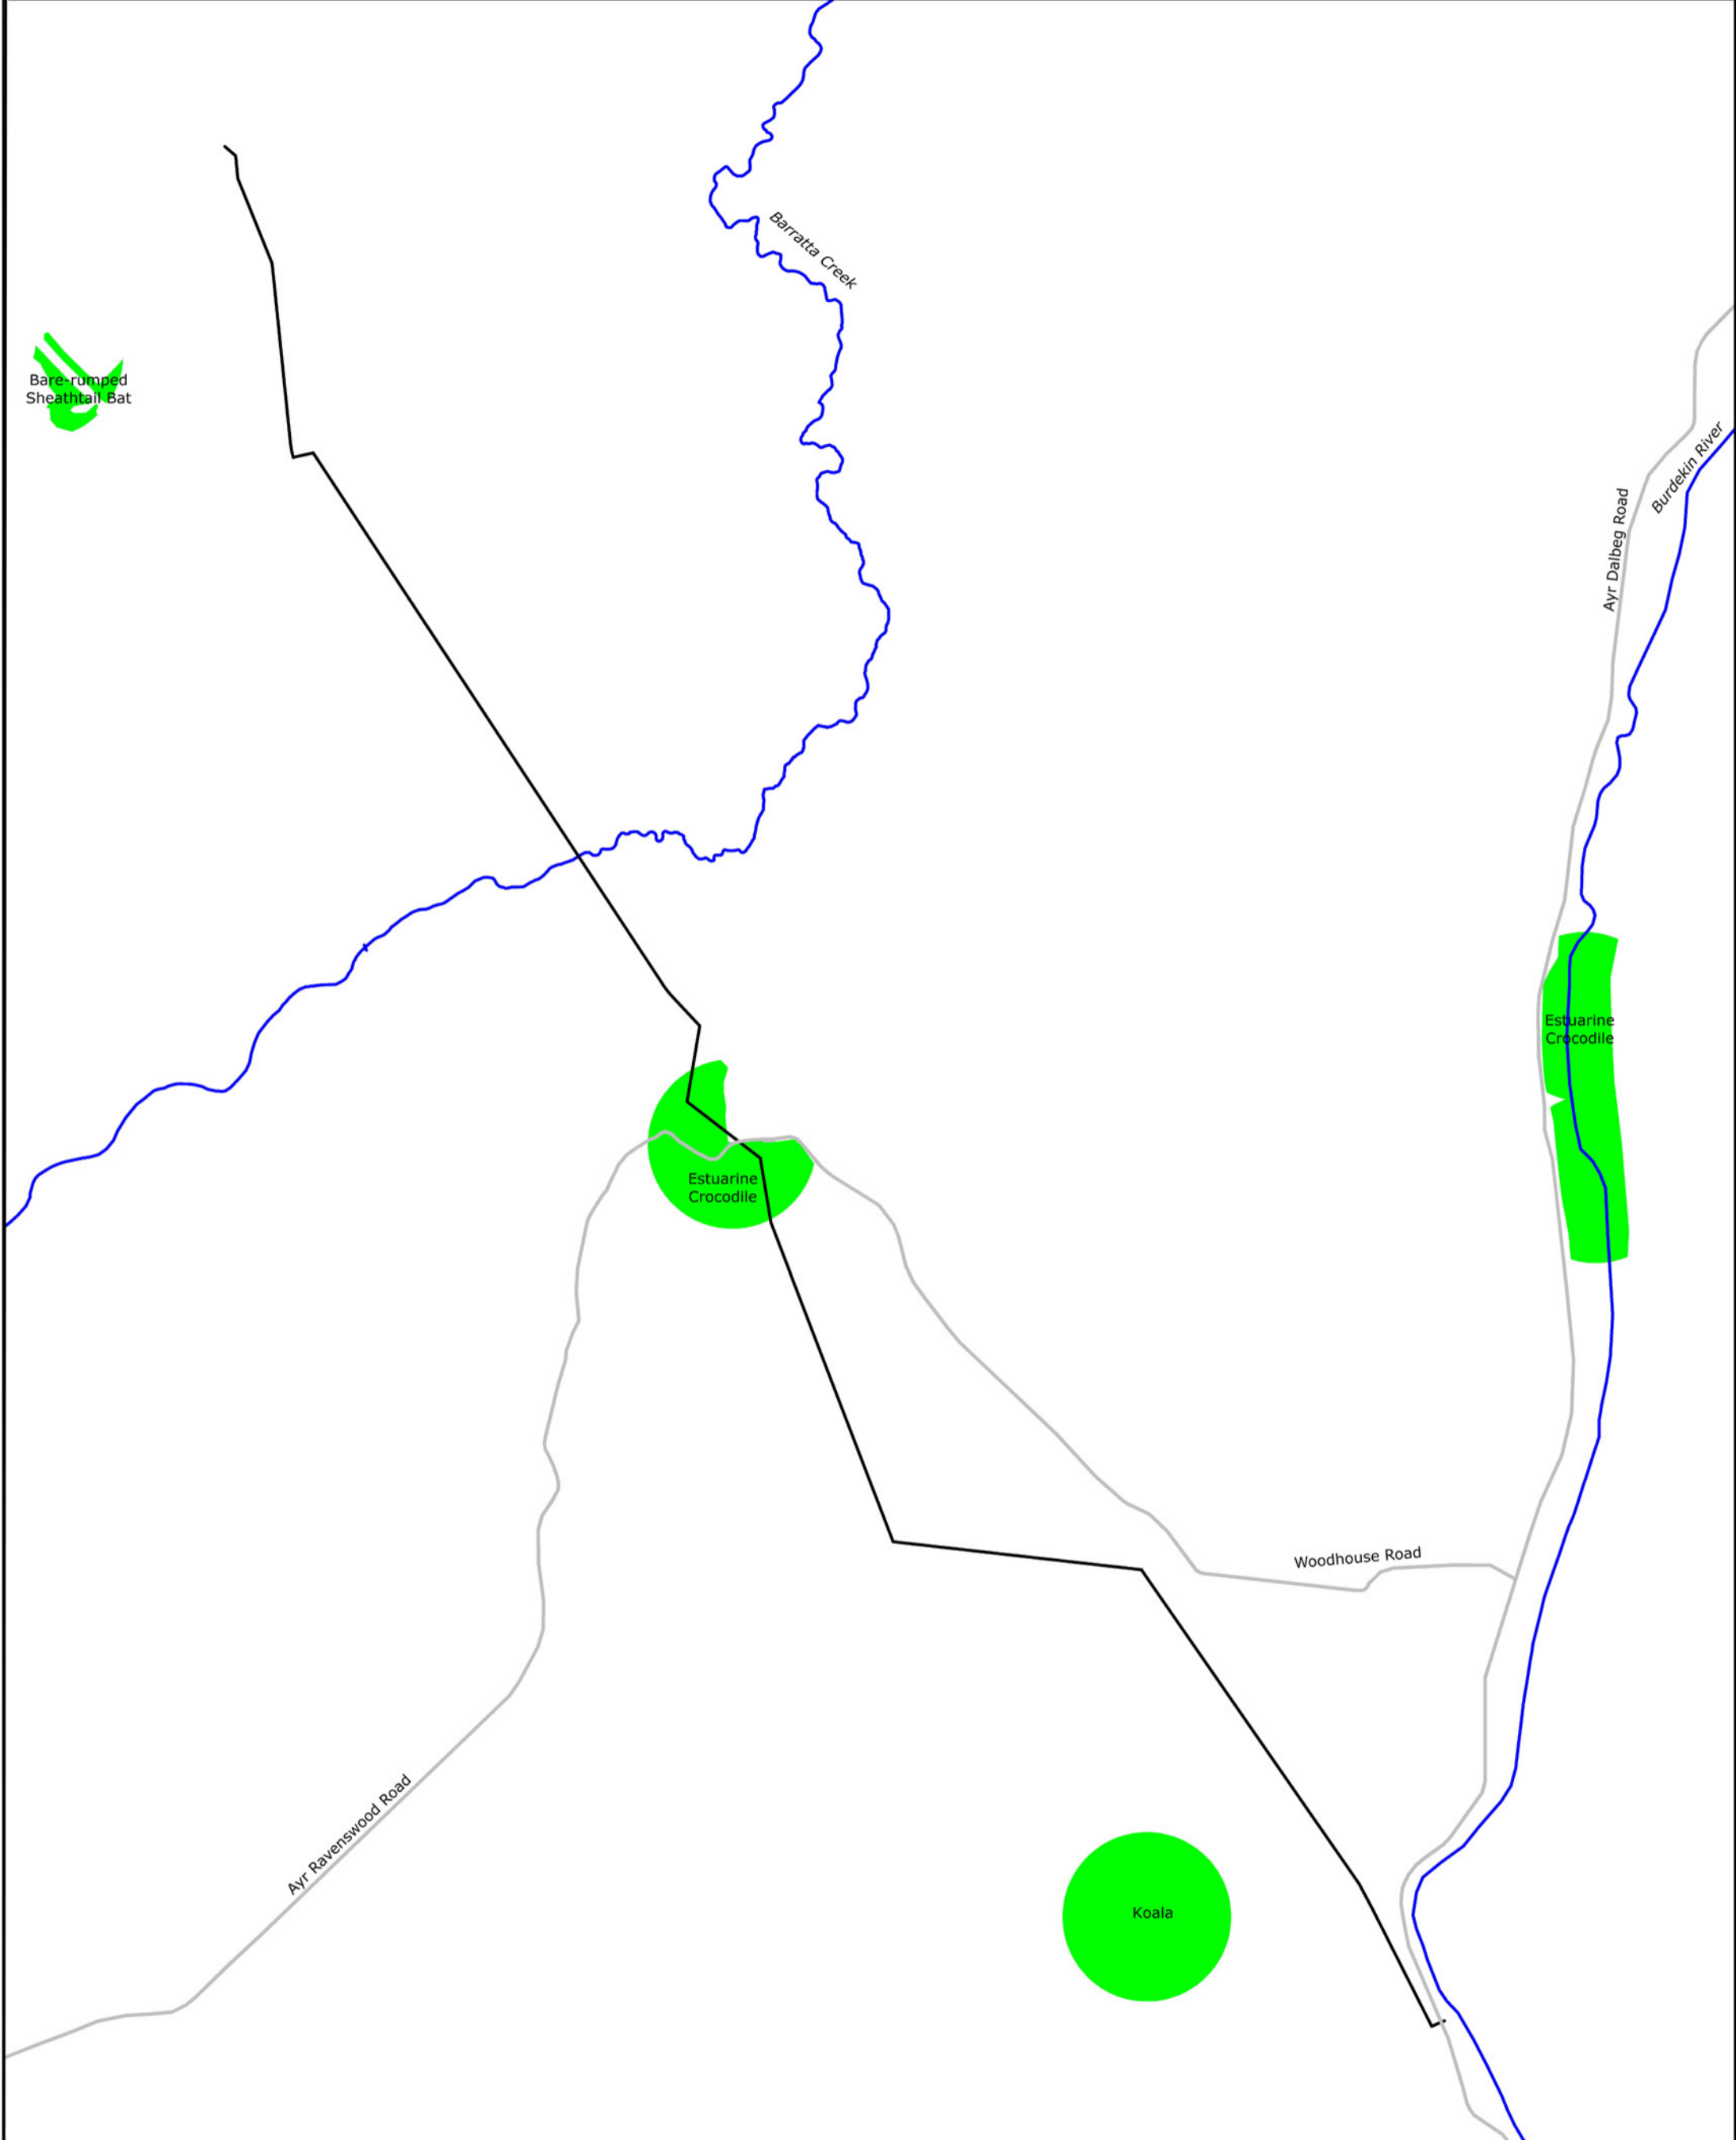 Barratta Creek
Bare-rumped
Sheathtail Bat
Burdekin River
Ayr Dalbeg Road
Estuarine
Crocodile
Estuarine
Crocodile
Woodhouse Road
Ayr Ravenswood Road
Koala